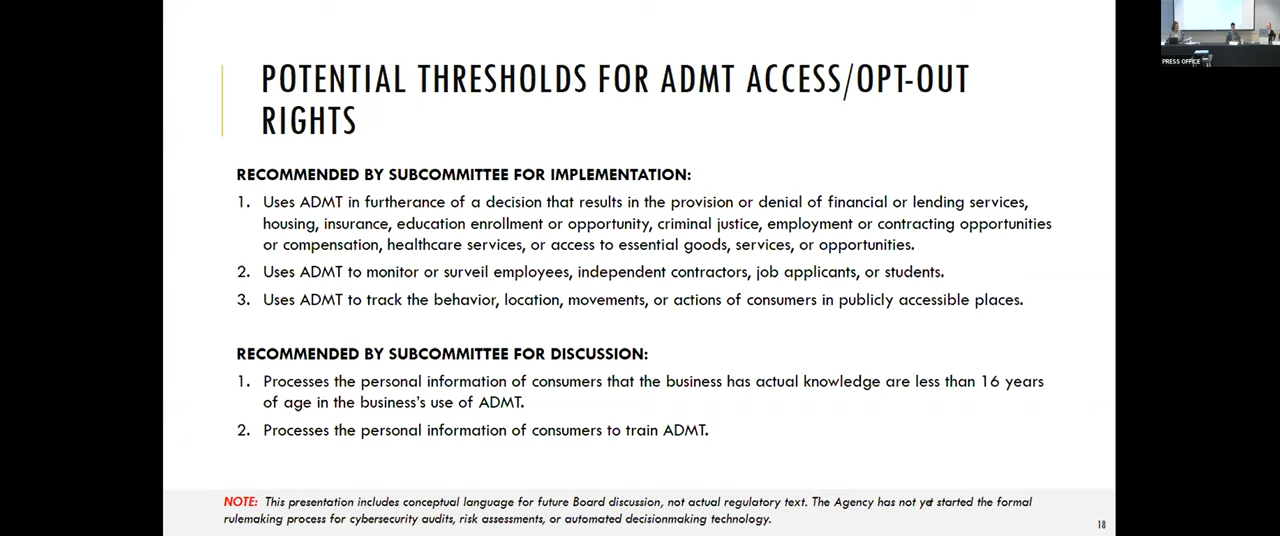 PRESS OFFICE
POTENTIAL THRESHOLDS FOR ADMT ACCESS/OPT-OUT
RIGHTS
RECOMMENDED BY SUBCOMMITTEE FOR IMPLEMENTATION:
1. Uses ADMT in furtherance of a decision that results in the provision or denial of financial or lending services,
housing, insurance, education enrollment or opportunity, criminal justice, employment or contracting opportunities
or compensation, healthcare services, or access to essential goods, services, or opportunities.
2. Uses ADMT to monitor or surveil employees, independent contractors, job applicants, or students.
3. Uses ADMT to track the behavior, location, movements, or actions of consumers in publicly accessible places.
RECOMMENDED BY SUBCOMMITTEE FOR DISCUSSION:
1. Processes the personal information of consumers that the business has actual knowledge are less than 16 years
of age in the business's use of ADMT.
2. Processes the personal information of consumers to train ADMT.
NOTE: This presentation includes conceptual language for future Board discussion, not actual regulatory text. The Agency has not yet started the formal
rulemaking process for cybersecurity audits, risk assessments, or automated decisionmaking technology.
18